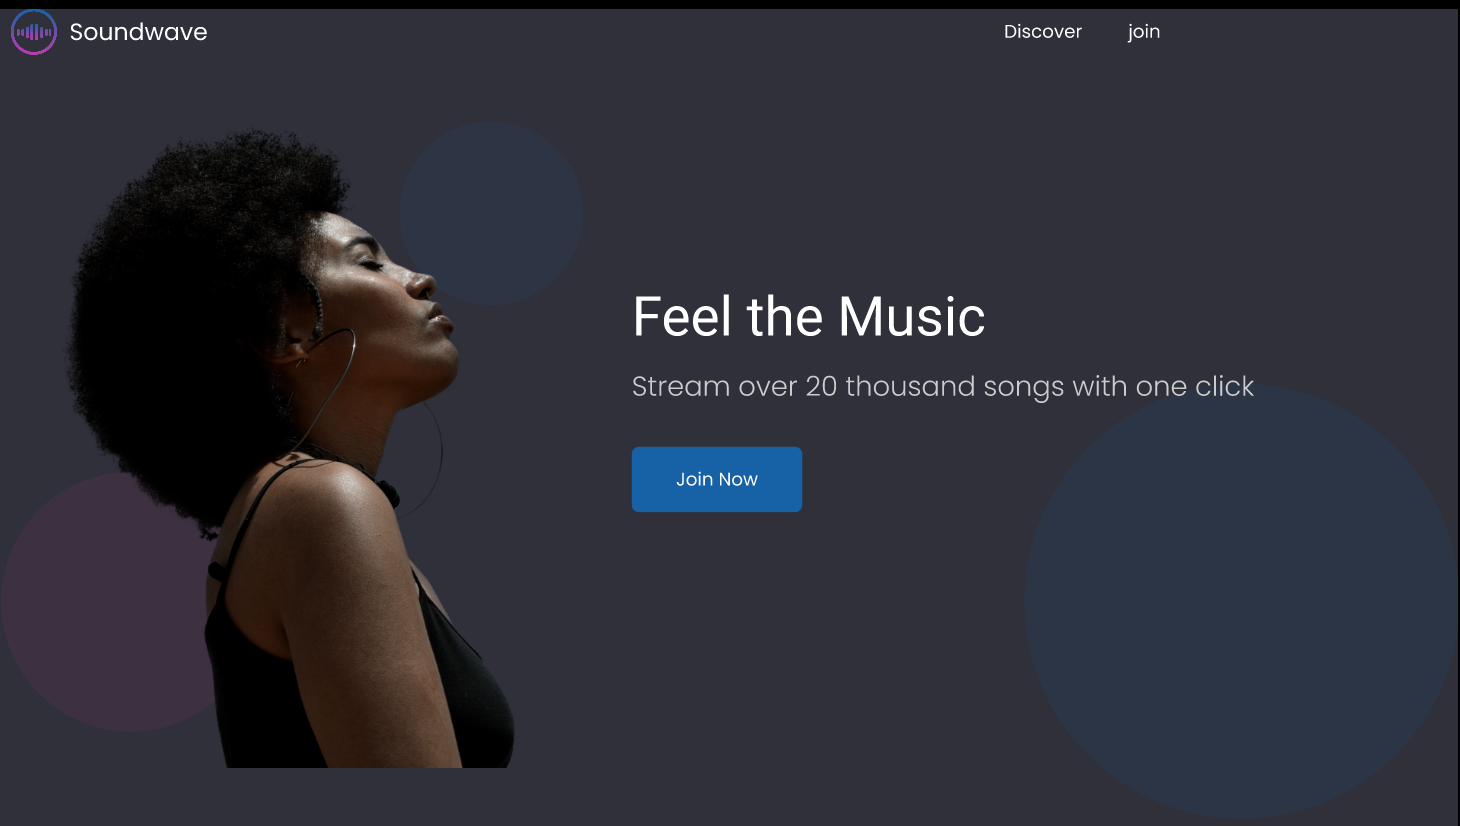 Soundwave
Discover
join
Feel the Music
Stream over 20 thousand songs with one click
Join Now